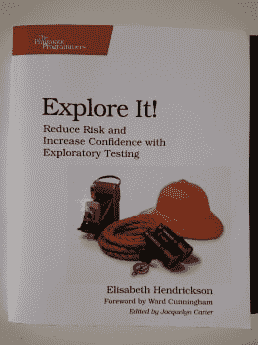 The
Pragmatic
Programmers
Explore It!
Reduce Risk and
Increase Confidence with
Exploratory Testing
Elisabeth Hendrickson
Foreword by Ward Cunningham
Edited by Jacquelyn Carter